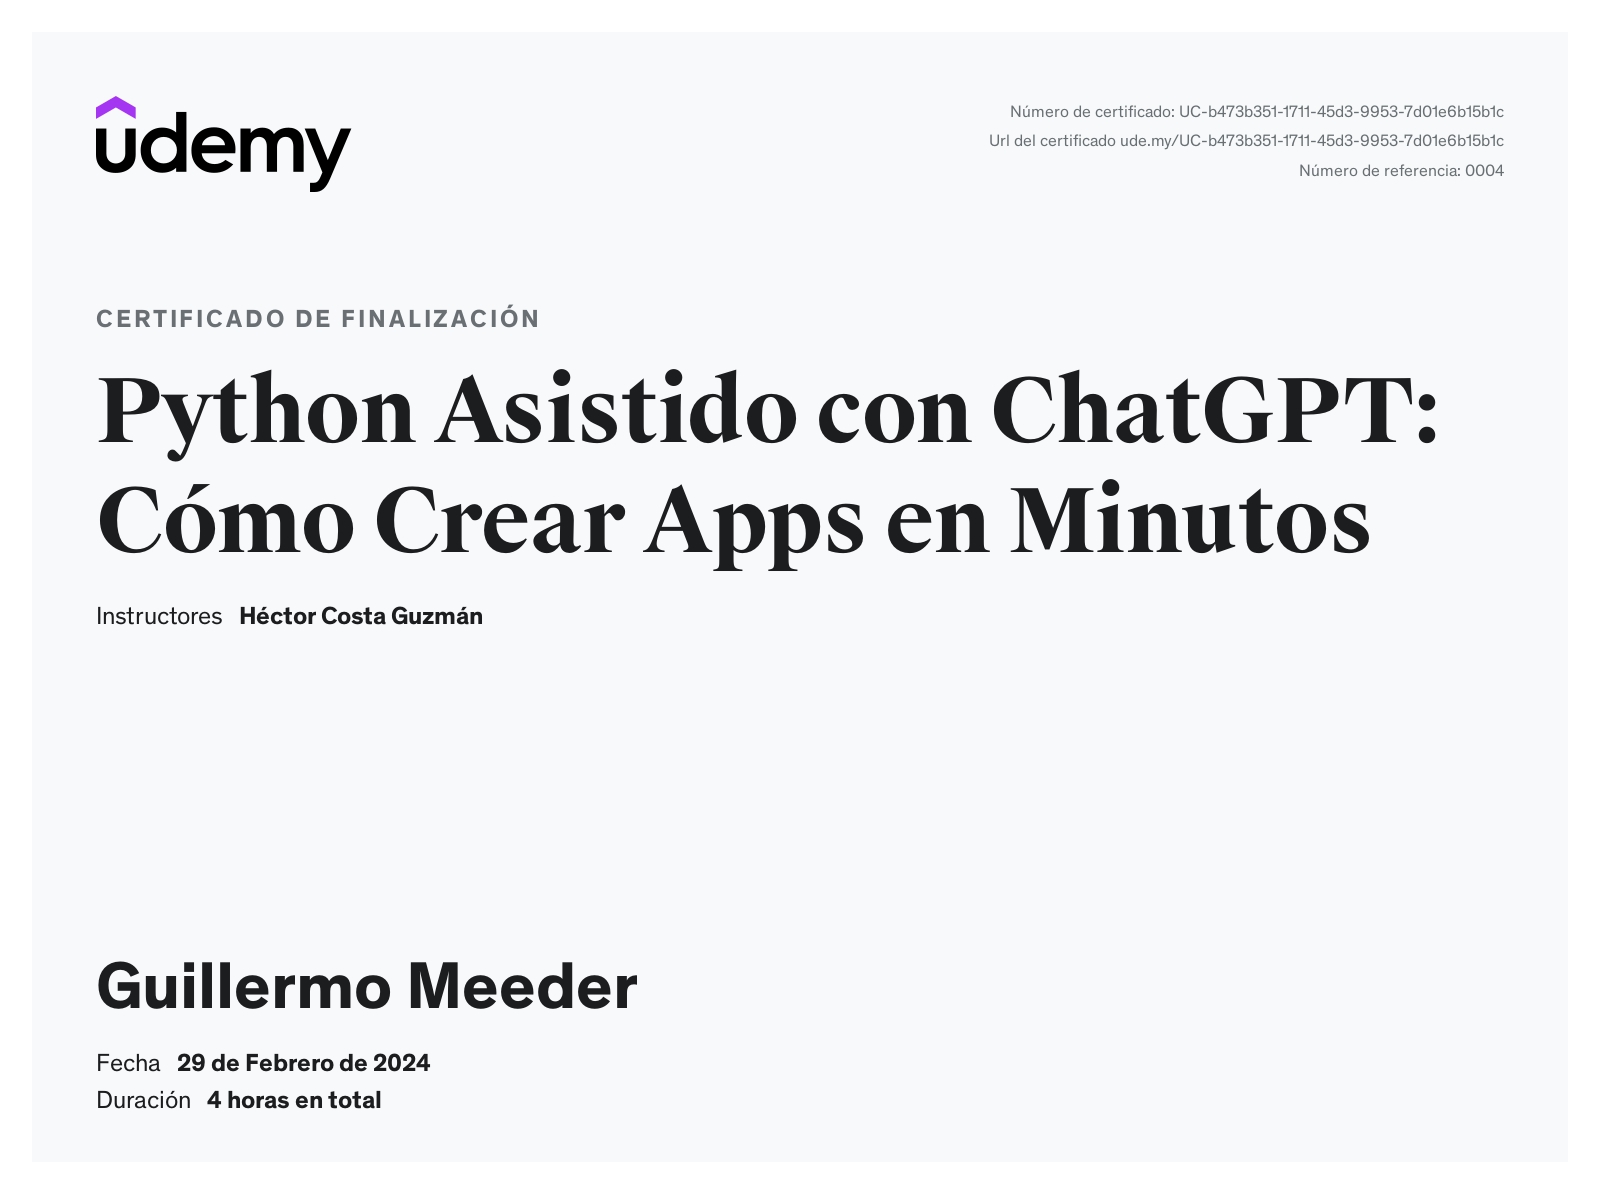 udemy
Número de certificado: UC-b473b351-1711-45d3-9953-7d01e6b15b1c
Url del certificado ude.my/UC-b473b351-1711-45d3-9953-7d01e6b15b1c
Número de referencia: 0004
CERTIFICADO DE FINALIZACIÓN
Python Asistido con ChatGPT:
Cómo Crear Apps en Minutos
Instructores Héctor Costa Guzmán
Guillermo Meeder
Fecha 29 de Febrero de 2024
Duración 4 horas en total